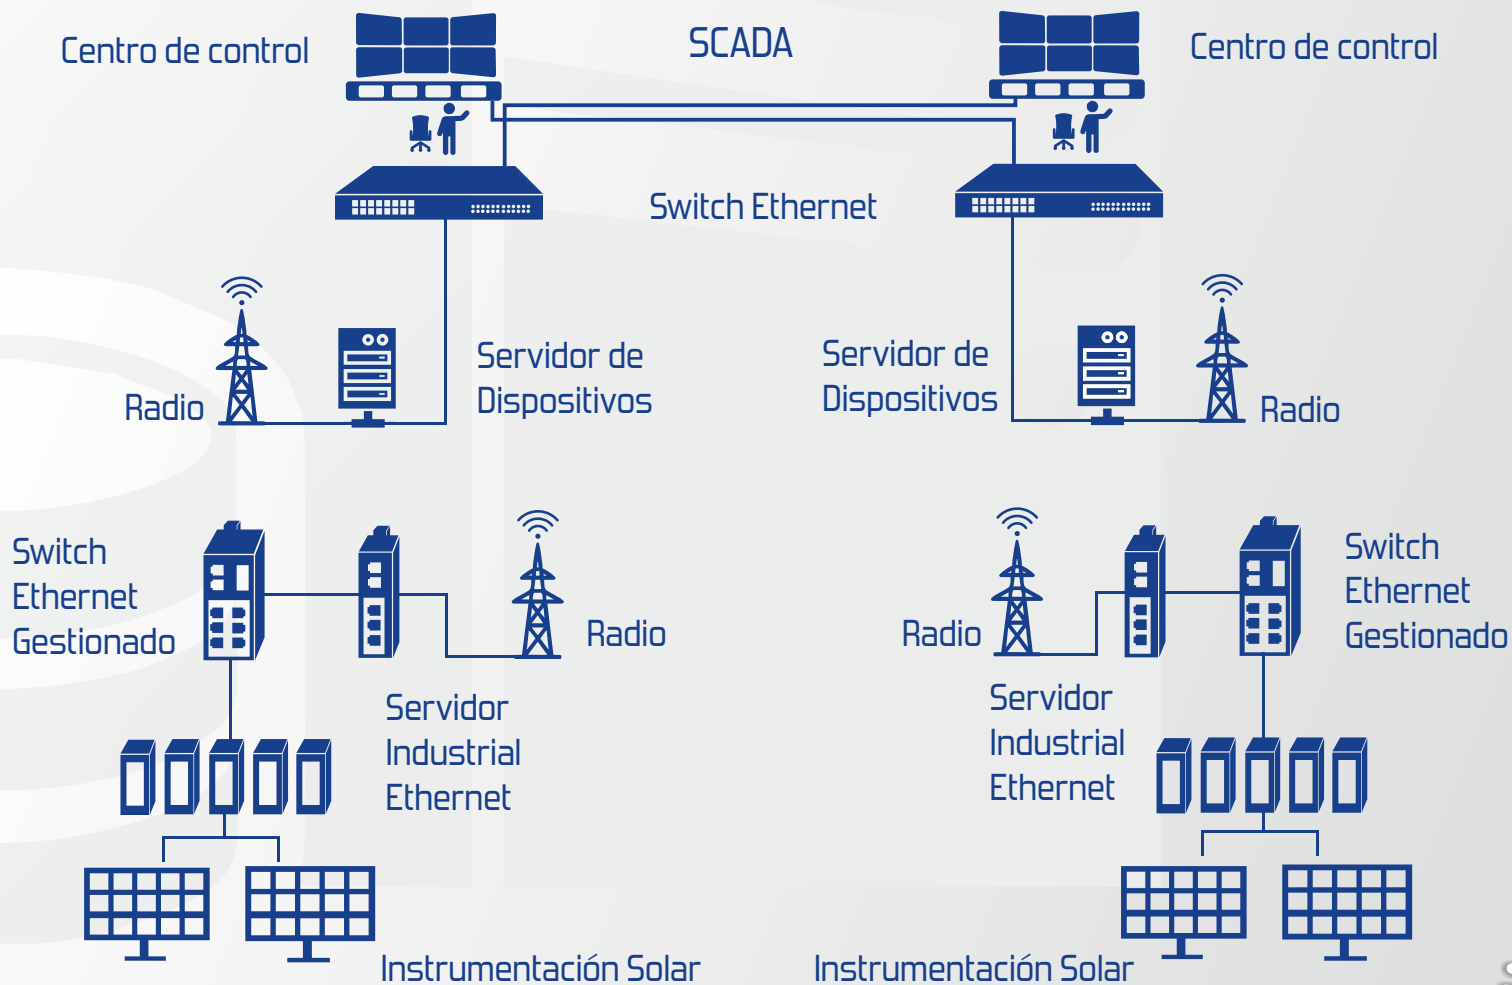 Centro de control
SCADA
Centro de control
Switch Ethernet
Servidor de
Dispositivos
Radio
Servidor de
Dispositivos
Radio
Switch
Ethernet
Gestionado
Radio
Servidor
Industrial
Ethernet
Radio
Switch
Ethernet
Gestionado
Servidor
Industrial
Ethernet
Instrumentación Solar
Instrumentación Solar